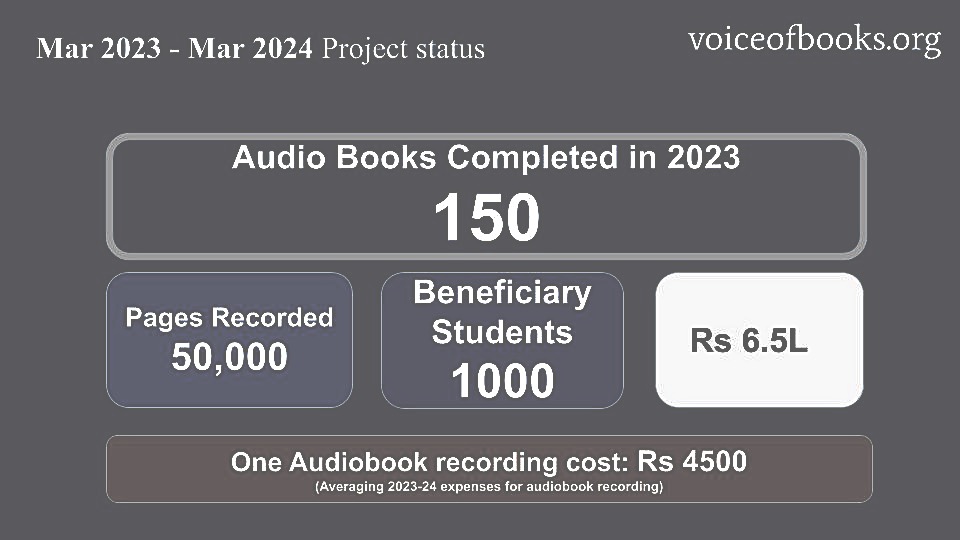 Mar 2023 - Mar 2024 Project status
voiceofbooks.org
Audio Books Completed in 2023
150
Pages Recorded
50,000
Beneficiary
Students
1000
Rs 6.5L
One Audiobook recording cost: Rs 4500
(Averaging 2023-24 expenses for audiobook recording)